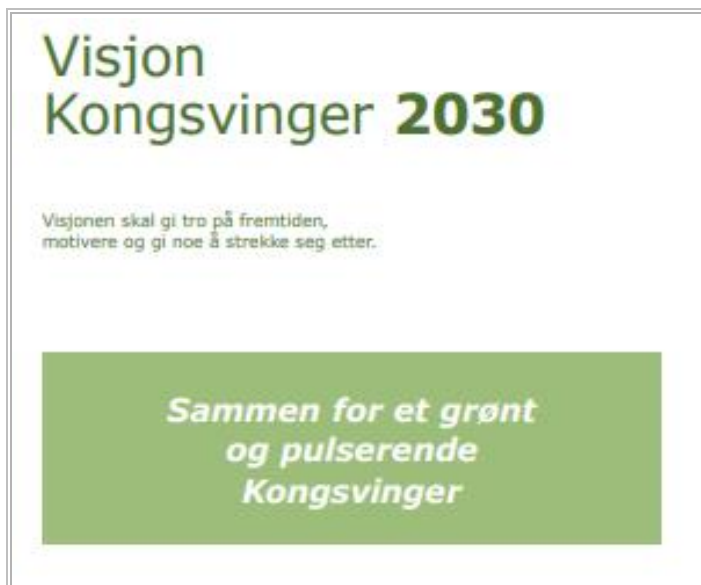 Visjon
Kongsvinger 2030
Visjonen skal gi tro på fremtiden,
motivere og gi noe å strekke seg etter.
Sammen for et grønt
og pulserende
Kongsvinger